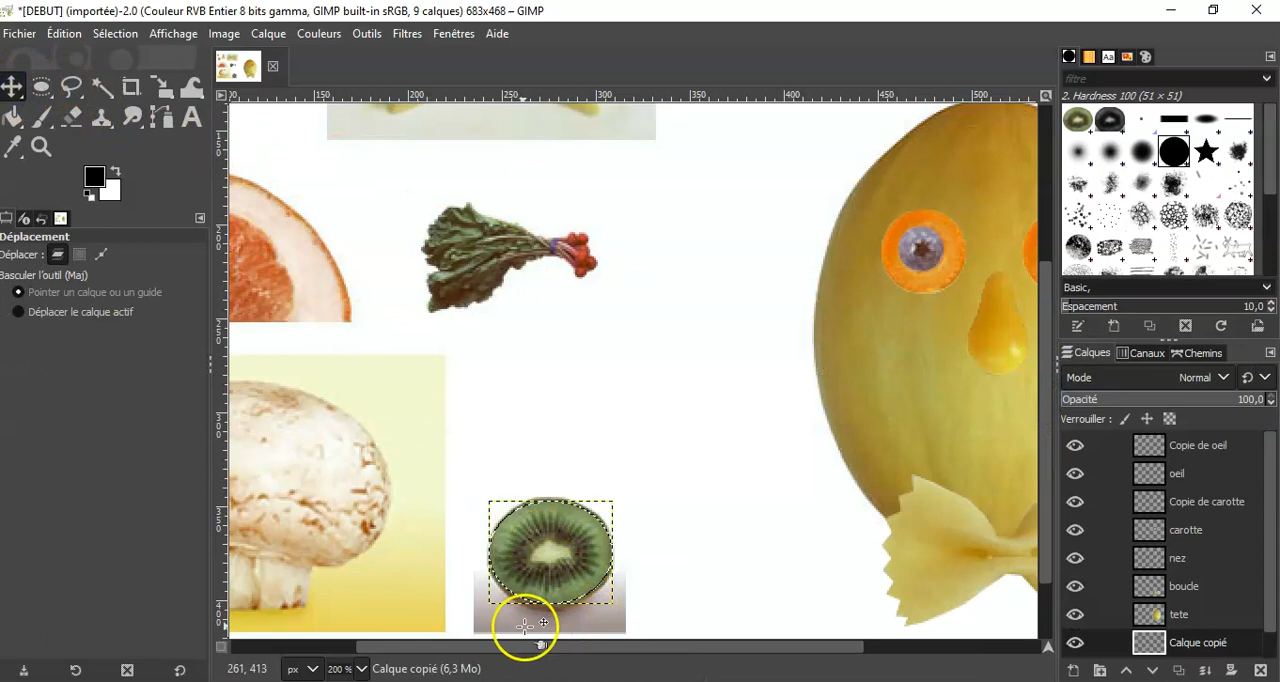 *[DEBUT] (importée)-2.0 (Couleur RVB Entier 8 bits gamma, GIMP built-in sRGB, 9 calques) 683x468 – GIMP
Fichier Édition Sélection Affichage Image Calque Couleurs Outils Filtres Fenêtres Aide
filtre
150 200 250 300 350 400 450 500
2. Hardness 100 (51 × 51)
Déplacement
Déplacer :
Basculer l'outil (Maj)
Pointer un calque ou un guide
Déplacer le calque actif
Basic,
Espacement 10,0
Calques Canaux Chemins
Mode Normal
Opacité 100,0
Verrouiller :
Copie de oeil
oeil
Copie de carotte
carotte
nez
boucle
tete
Calque copié
261, 413 px 200 % Calque copié (6,3 Mo)